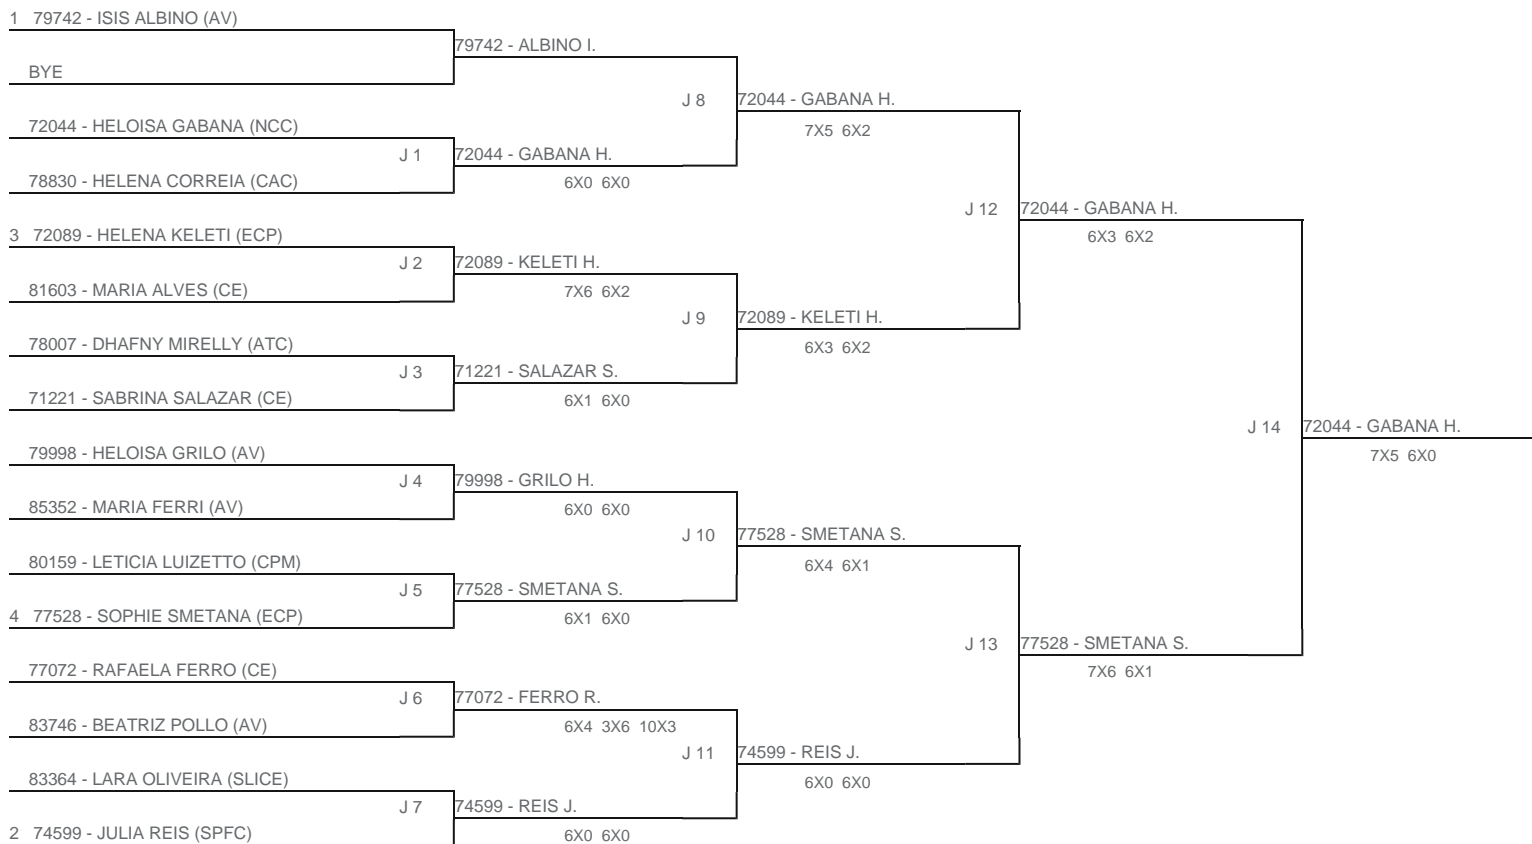 1 79742 - ISIS ALBINO (AV)
79742 - ALBINO I.
BYE
J 8
72044 - GABANA H.
7X5 6X2
72044 - HELOISA GABANA (NCC)
J 1
72044 - GABANA H.
6X0 6X0
78830 - HELENA CORREIA (CAC)
J 12
72044 - GABANA H.
6X3 6X2
3 72089 - HELENA KELETI (ECP)
J 2
72089 - KELETI H.
7X6 6X2
81603 - MARIA ALVES (CE)
J 9
72089 - KELETI H.
6X3 6X2
78007 - DHAFNY MIRELLY (ATC)
J 3
71221 - SALAZAR S.
6X1 6X0
71221 - SABRINA SALAZAR (CE)
J 14
72044 - GABANA H.
7X5 6X0
79998 - HELOISA GRILO (AV)
J 4
79998 - GRILO H.
6X0 6X0
85352 - MARIA FERRI (AV)
J 10
77528 - SMETANA S.
6X4 6X1
80159 - LETICIA LUIZETTO (CPM)
J 5
77528 - SMETANA S.
6X1 6X0
4 77528 - SOPHIE SMETANA (ECP)
J 13
77528 - SMETANA S.
7X6 6X1
77072 - RAFAELA FERRO (CE)
J 6
77072 - FERRO R.
6X4 3X6 10X3
83746 - BEATRIZ POLLO (AV)
J 11
74599 - REIS J.
6X0 6X0
83364 - LARA OLIVEIRA (SLICE)
J 7
74599 - REIS J.
6X0 6X0
2 74599 - JULIA REIS (SPFC)